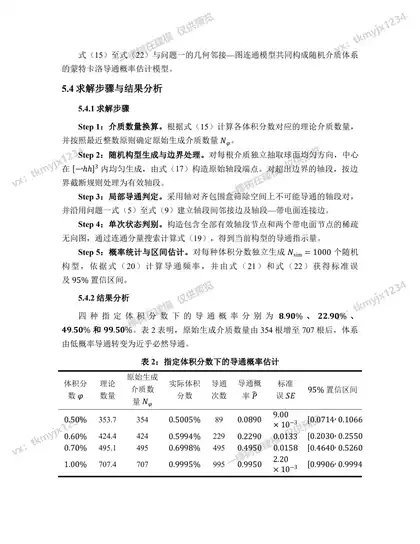 式（15）至式（22）与问题一的几何邻接—图连通模型共同构成随机介质体系
的蒙特卡洛导通概率估计模型。
5.4 求解步骤与结果分析
5.4.1 求解步骤
Step 1：介质数量换算。根据式（15）计算各体积分数对应的理论介质数量，
并按照最近整数原则确定原始生成介质数量 Nφ。
Step 2：随机构型生成与边界处理。对每根介质独立抽取球面均匀方向，中心
在 [−hh]³ 内均匀生成，由式（17）构造原始轴段端点。对超出边界的轴段，按边
界截断规则处理为有效轴段。
Step 3：局部导通判定。采用轴对齐包围盒筛除空间上不可能导通的轴段对，
并沿用问题一式（5）至式（9）建立轴段间邻接边及轴段—带电面连接边。
Step 4：单次状态判别。构造包含全部有效轴段节点和两个带电面节点的稀疏
无向图，通过连通分量搜索计算式（19），得到当前构型的导通指示量。
Step 5：概率统计与区间估计。对每种体积分数独立生成 Nsim = 1000 个随机
构型，依据式（20）计算导通频率，并由式（21）和式（22）获得标准误
及 95% 置信区间。
5.4.2 结果分析
四种指定体积分数下的导通概率分别为 8.90%、22.90%、
49.50% 和 99.50%。表 2 表明，原始生成介质数量由 354 根增至 707 根后，体系
由低概率导通转变为近乎必然导通。
表 2：指定体积分数下的导通概率估计
体积分数 φ 理论数量 原始生成介质数量 Nφ 实际体积分数 导通次数 导通概率 P̂ 标准误 SE 95% 置信区间
0.50% 353.7 354 0.5005% 89 0.0890 9.00 × 10⁻³ [0.0714·0.1066
0.60% 424.4 424 0.5994% 229 0.2290 0.0133 [0.2030·0.2550
0.70% 495.1 495 0.6998% 495 0.4950 0.0158 [0.4640·0.5260
1.00% 707.4 707 0.9995% 995 0.9950 2.20 × 10⁻³ [0.9906·0.9994
vx: tkmyjx1234
vx: tkmyjx1234
vx: tkmyjx1234